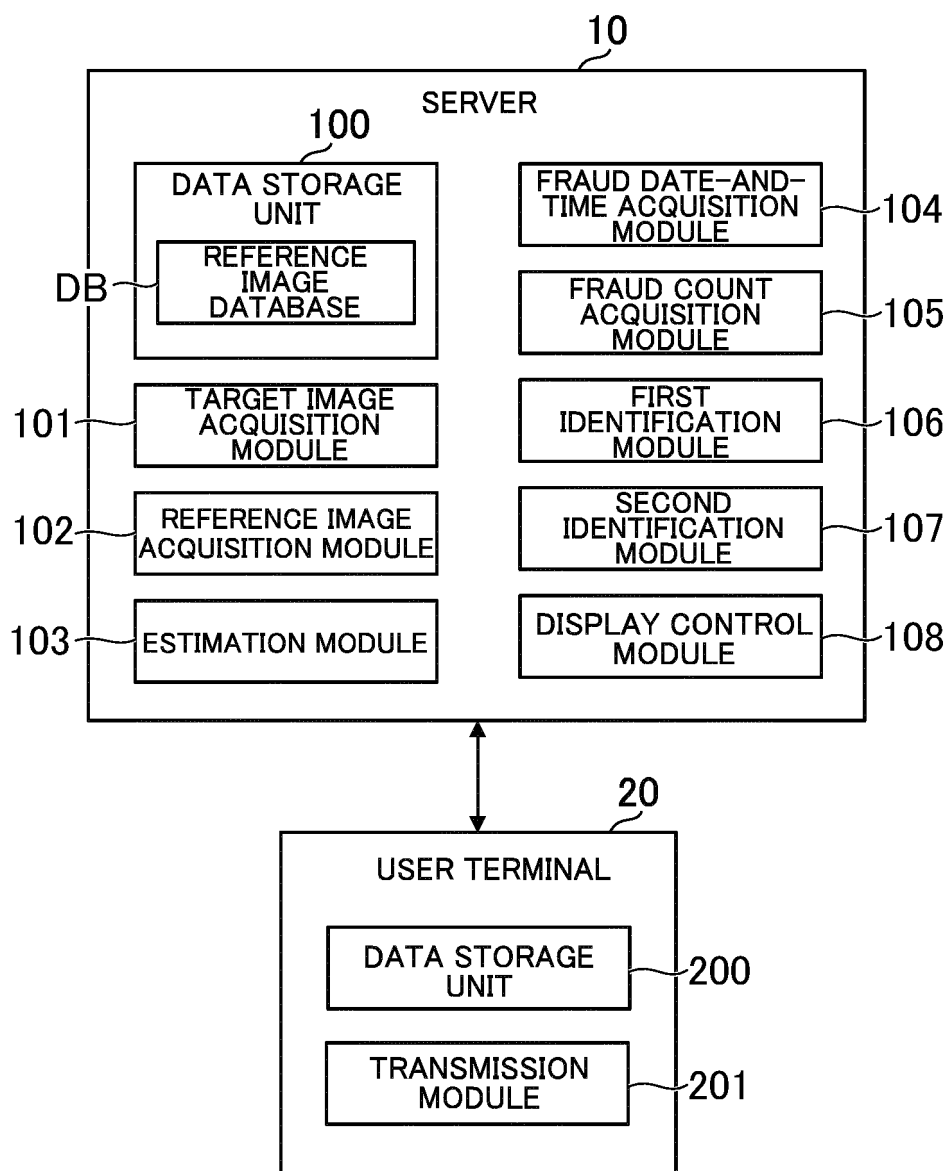 10
SERVER
100
DATA STORAGE
UNIT
DB
REFERENCE
IMAGE
DATABASE
101
TARGET IMAGE
ACQUISITION
MODULE
102
REFERENCE IMAGE
ACQUISITION MODULE
103
ESTIMATION MODULE
FRAUD DATE-AND-
TIME ACQUISITION
MODULE
104
FRAUD COUNT
ACQUISITION
MODULE
105
FIRST
IDENTIFICATION
MODULE
106
SECOND
IDENTIFICATION
MODULE
107
DISPLAY CONTROL
MODULE
108
20
USER TERMINAL
DATA STORAGE
UNIT
200
TRANSMISSION
MODULE
201